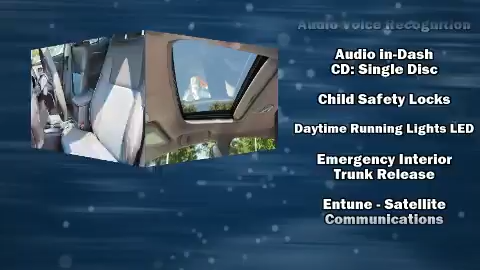 Audio Voice Recognition
Audio in-Dash
CD: Single Disc
Child Safety Locks
Daytime Running Lights LED
Emergency Interior
Trunk Release
Entune - Satellite
Communications